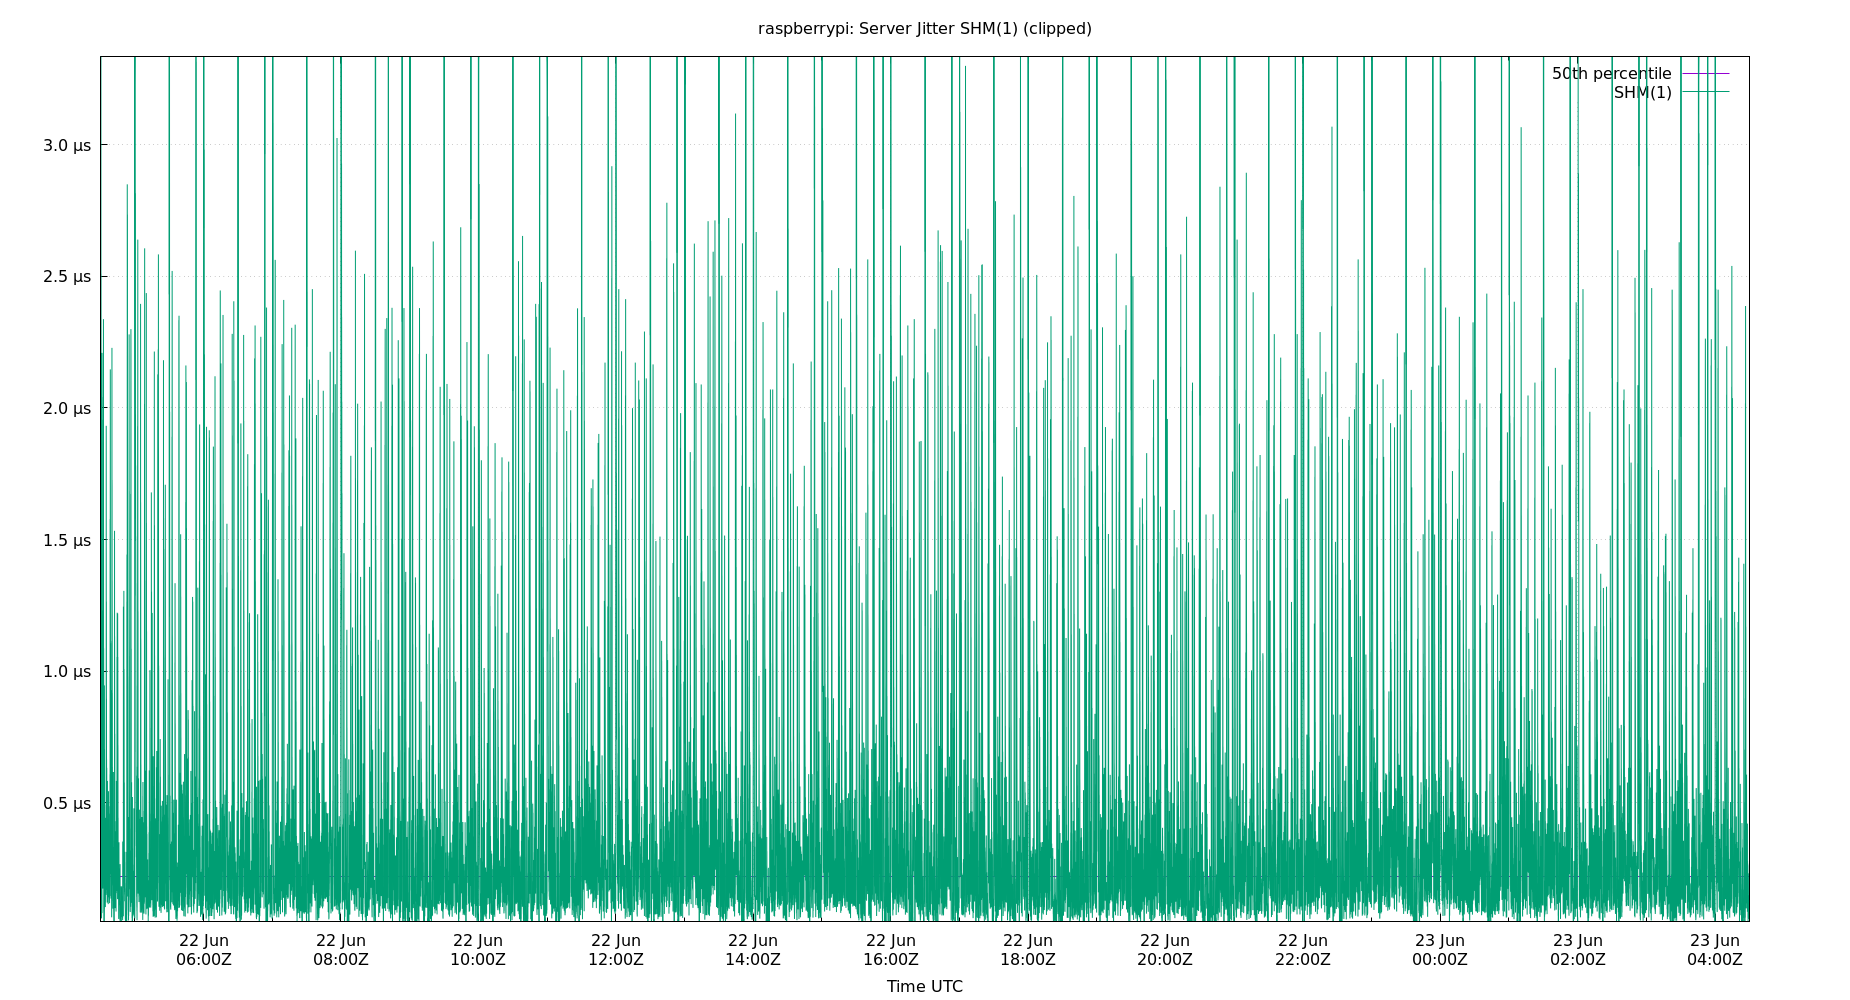 raspberrypi: Server Jitter SHM(1) (clipped)
50th percentile
SHM(1)
3.0 µs
2.5 µs
2.0 µs
1.5 µs
1.0 µs
0.5 µs
22 Jun 22 Jun 22 Jun 22 Jun 22 Jun 22 Jun 22 Jun 22 Jun 22 Jun 23 Jun 23 Jun 23 Jun
06:00Z 08:00Z 10:00Z 12:00Z 14:00Z 16:00Z 18:00Z 20:00Z 22:00Z 00:00Z 02:00Z 04:00Z
Time UTC